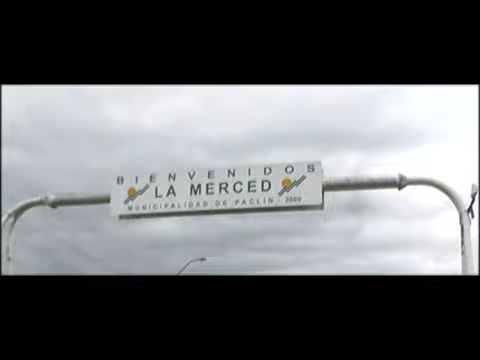 BIENVENIDOS
LA MERCED
MUNICIPALIDAD DE PACLIN - 2000